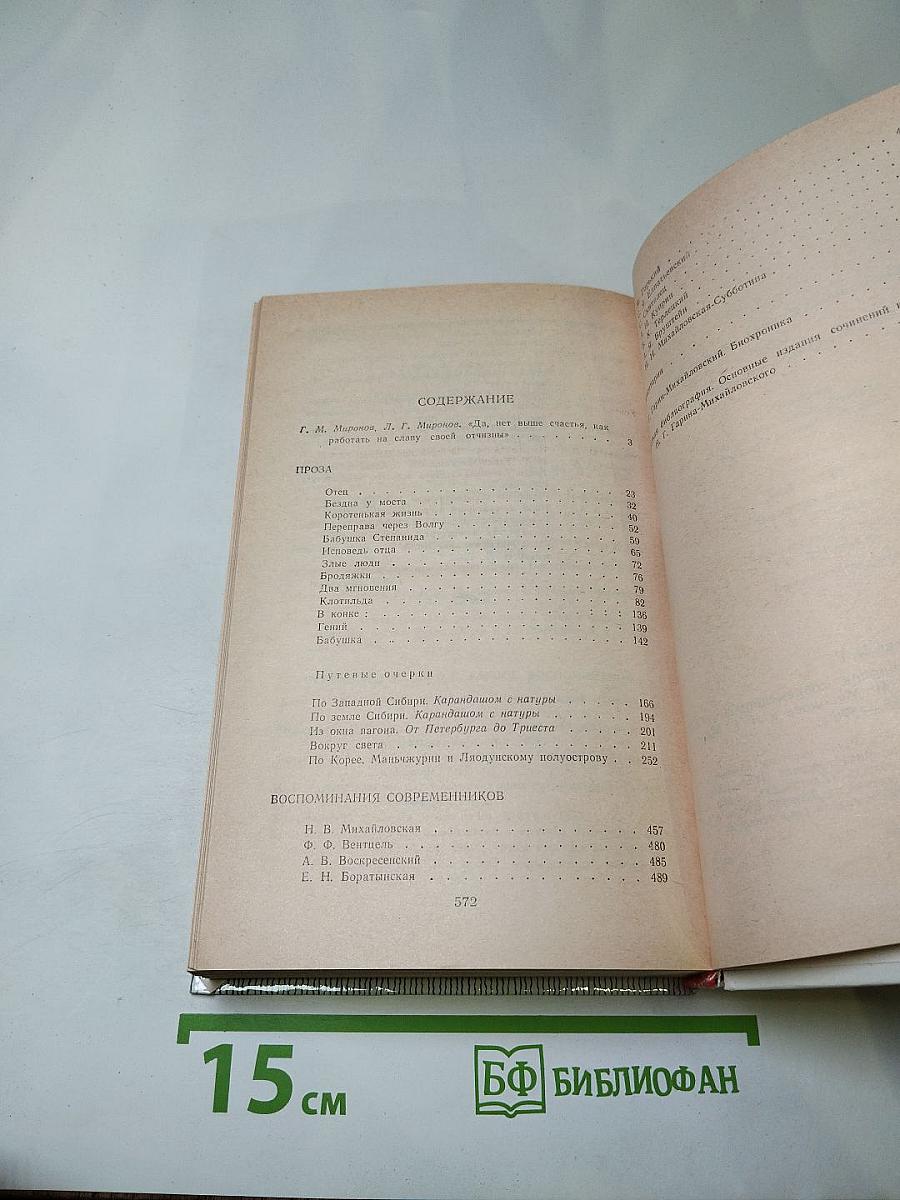 СОДЕРЖАНИЕ
Г. М. Миронов, Л. Г. Миронов. «Да, нет выше счастья, как
работать на славу своей отчизны» . . . . . . . . 3
ПРОЗА
Отец . . . . . . . . . . . . . . . . . . . 23
Бездна у моста . . . . . . . . . . . . . . . . 32
Коротенькая жизнь . . . . . . . . . . . . . . . 40
Переправа через Волгу . . . . . . . . . . . . . 52
Бабушка Степанида . . . . . . . . . . . . . . . 59
Исповедь отца . . . . . . . . . . . . . . . . 65
Злые люди . . . . . . . . . . . . . . . . . 72
Бродяжки . . . . . . . . . . . . . . . . . . 76
Два мгновения . . . . . . . . . . . . . . . . 79
Клотильда . . . . . . . . . . . . . . . . . 82
В конке . . . . . . . . . . . . . . . . . . 136
Гений . . . . . . . . . . . . . . . . . . . 139
Бабушка . . . . . . . . . . . . . . . . . . 142
Путевые очерки
По Западной Сибири. Карандашом с натуры . . . . . 166
По земле Сибири. Карандашом с натуры . . . . . . 194
Из окна вагона. От Петербурга до Триеста . . . . . 201
Вокруг света . . . . . . . . . . . . . . . . 211
По Корее, Маньчжурии и Ляодунскому полуострову . . 252
ВОСПОМИНАНИЯ СОВРЕМЕННИКОВ
Н. В. Михайловская . . . . . . . . . . . . . . 457
Ф. Ф. Вентцель . . . . . . . . . . . . . . . 480
А. В. Воскресенский . . . . . . . . . . . . . . 485
Е. Н. Боратынская . . . . . . . . . . . . . . 489
572
Елпатьевский
Скиталец
Куприн
Терлецкий
Бруштейн
Михайловская-Субботина
Гарин-Михайловский. Биохроника
библиография. Основные издания сочинений
Н. Г. Гарина-Михайловского
15 см
БФ БИБЛИОФАН